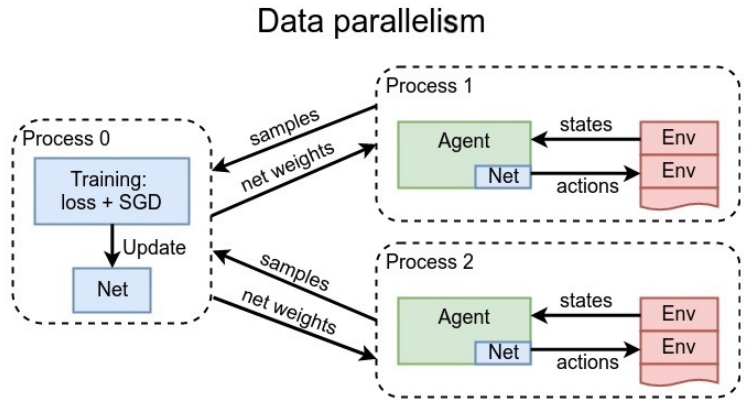 Data parallelism
Process 0
Training:
loss + SGD
Update
Net
samples
net weights
samples
net weights
Process 1
Agent
Net
states
actions
Env
Env
Process 2
Agent
Net
states
actions
Env
Env